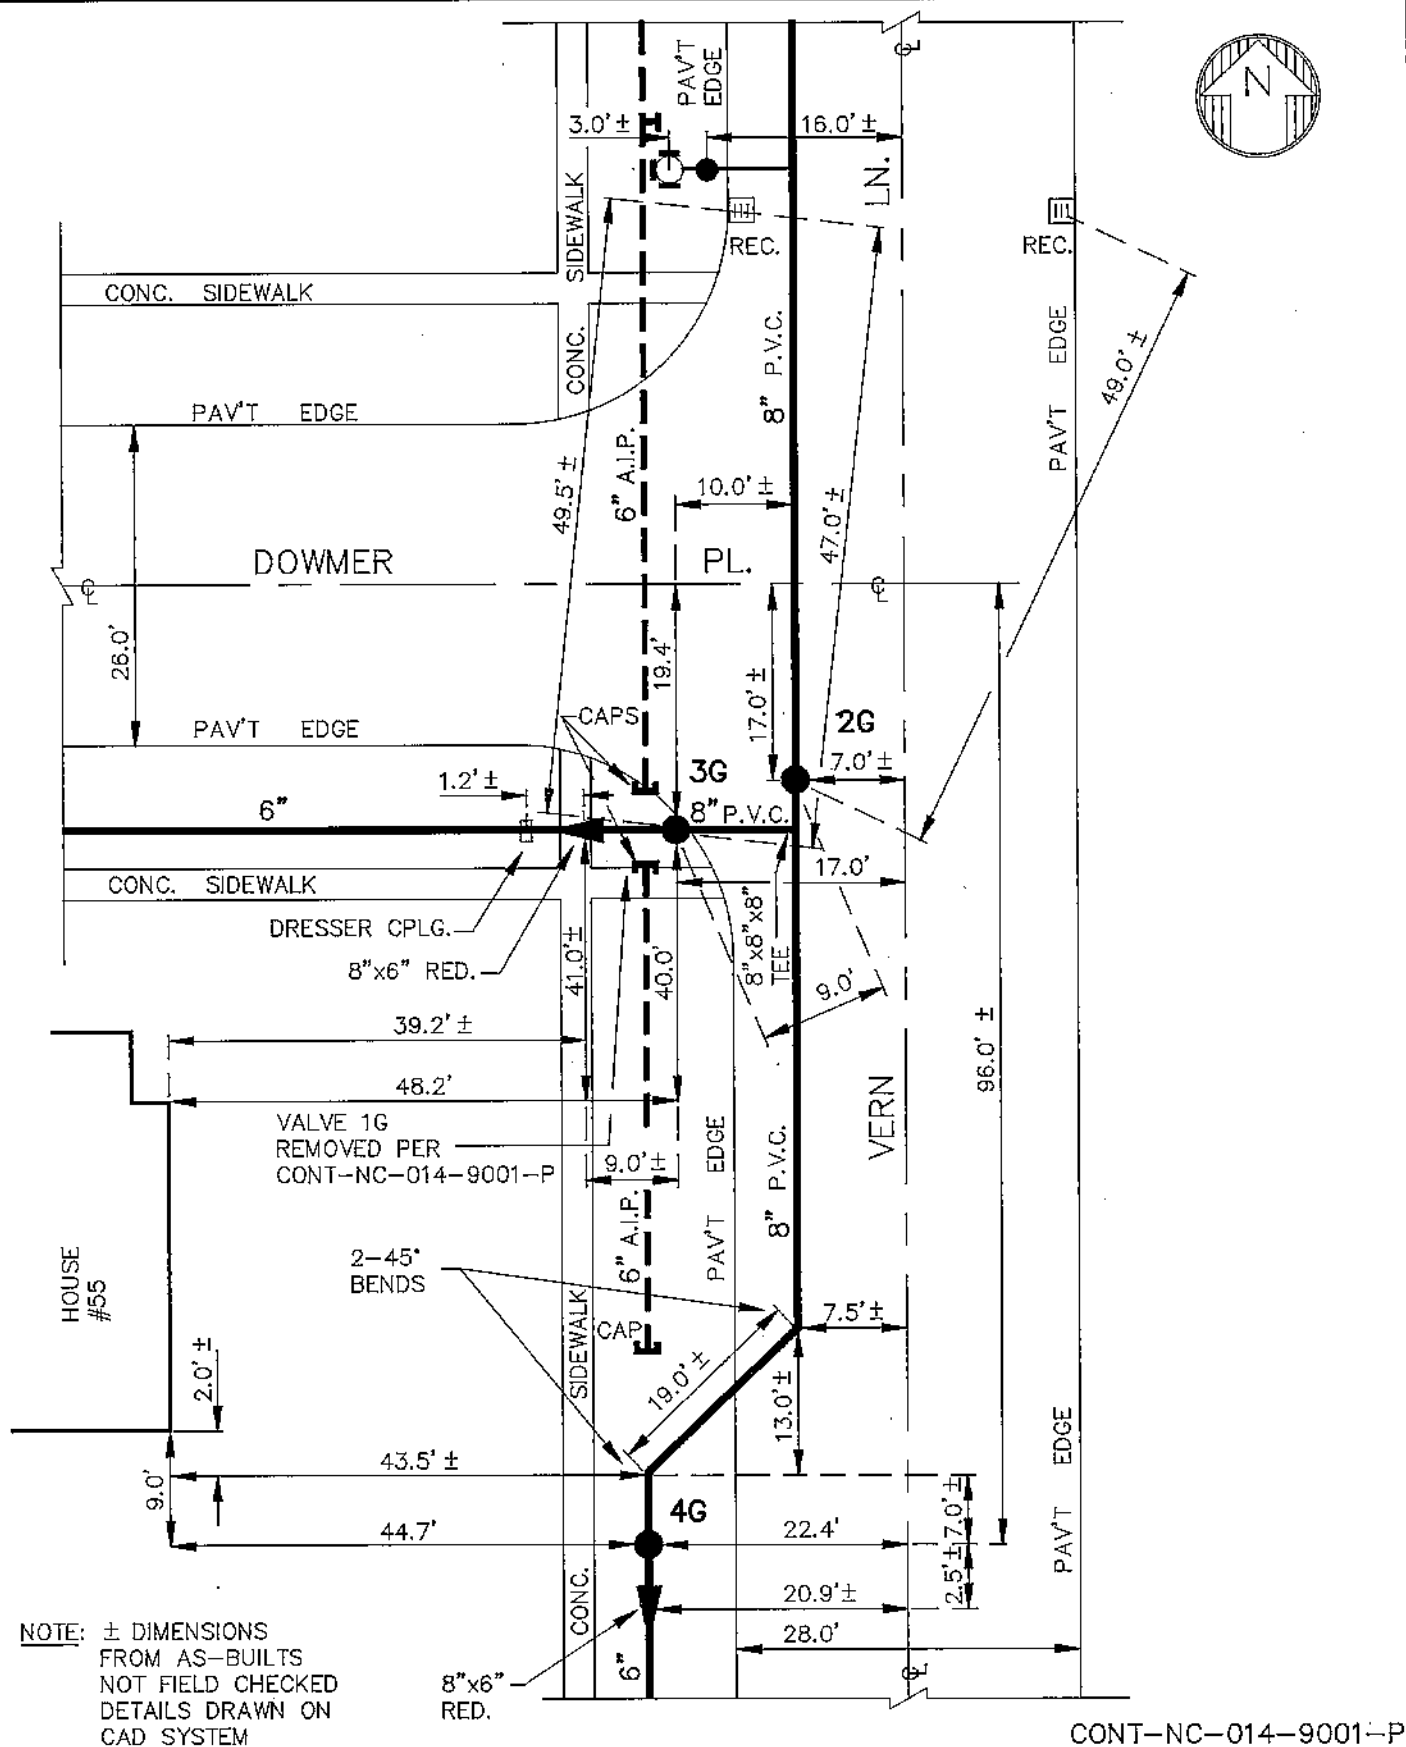 PAV'T
EDGE
℄
N
3.0' ±
16.0' ±
LN.
SIDEWALK
REC.
REC.
CONC. SIDEWALK
CONC.
8" P.V.C.
PAV'T EDGE
49.0' ±
PAV'T EDGE
49.5' ±
6" A.I.P.
10.0' ±
47.0' ±
DOWMER PL.
℄
℄
26.0'
19.4'
17.0' ±
CAPS
2G
PAV'T EDGE
3G
7.0' ±
1.2' ±
6"
8" P.V.C.
17.0'
CONC. SIDEWALK
DRESSER CPLG.
8"x6" RED.
41.0' ±
40.0'
8"x8"x8"
TEE
9.0'
39.2' ±
96.0' ±
48.2'
VALVE 1G
REMOVED PER
CONT-NC-014-9001-P
9.0' ±
PAV'T EDGE
8" P.V.C.
VERN
6" A.I.P.
2-45°
BENDS
HOUSE
#55
SIDEWALK
CAP
7.5' ±
2.0' ±
19.0' ±
13.0' ±
PAV'T EDGE
43.5' ±
9.0'
4G
7.0' ±
44.7'
22.4'
2.5' ±
20.9' ±
CONC.
28.0'
NOTE: ± DIMENSIONS
FROM AS-BUILTS
NOT FIELD CHECKED
DETAILS DRAWN ON
CAD SYSTEM
8"x6"
RED.
6"
℄
CONT-NC-014-9001-P